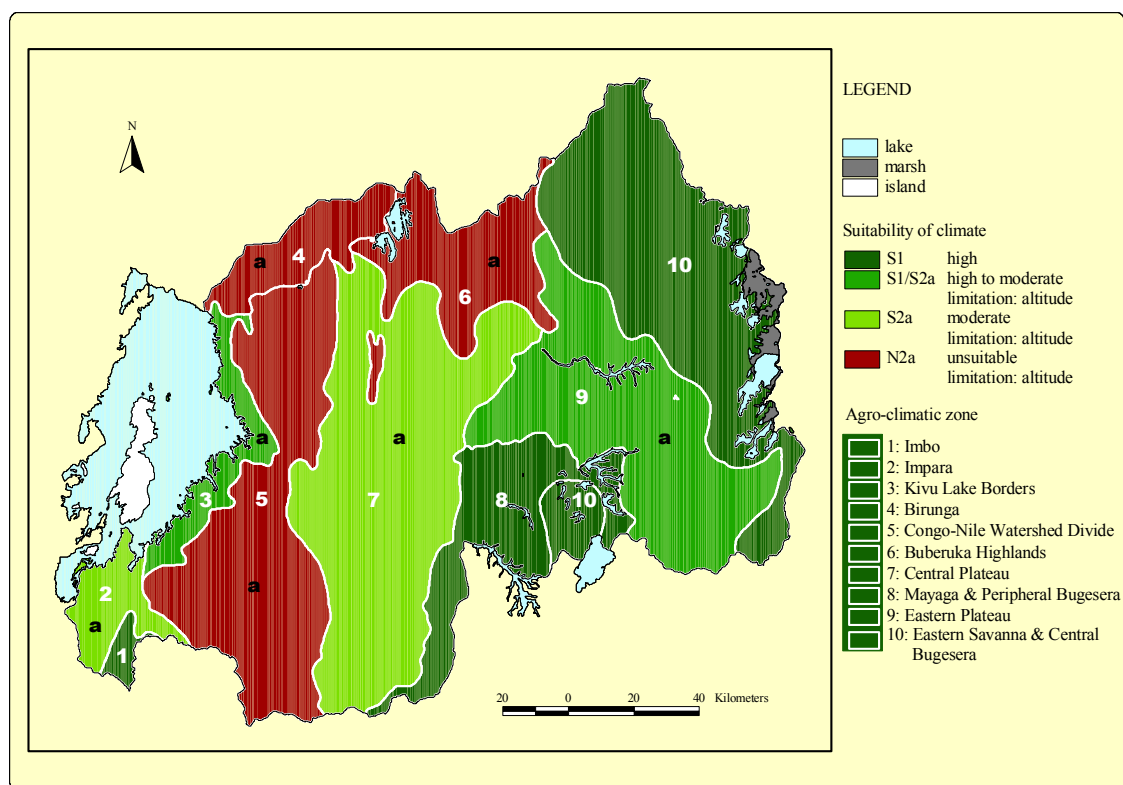 LEGEND
N
lake
marsh
island
Suitability of climate
S1 high
S1/S2a high to moderate
limitation: altitude
S2a moderate
limitation: altitude
N2a unsuitable
limitation: altitude
Agro-climatic zone
1: Imbo
2: Impara
3: Kivu Lake Borders
4: Birunga
5: Congo-Nile Watershed Divide
6: Buberuka Highlands
7: Central Plateau
8: Mayaga & Peripheral Bugesera
9: Eastern Plateau
10: Eastern Savanna & Central
Bugesera
a
4
a
10
6
9
a
a
a
3
5
7
8
10
a
2
a
1
20 0 20 40 Kilometers